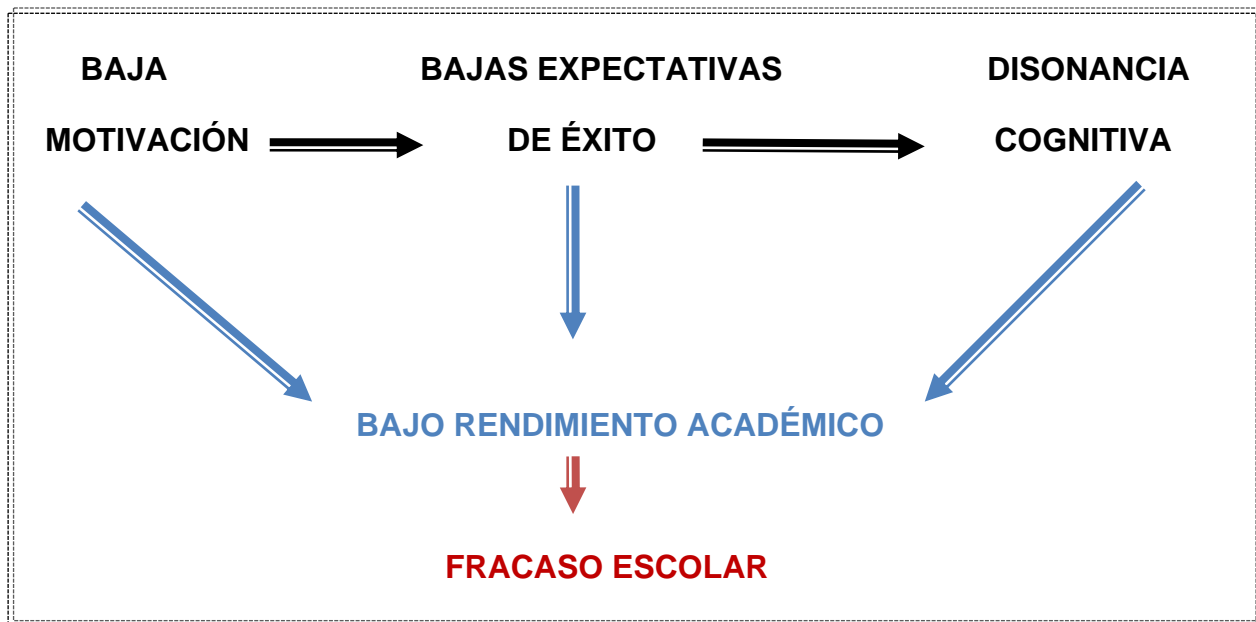 BAJA BAJAS EXPECTATIVAS DISONANCIA
MOTIVACIÓN DE ÉXITO COGNITIVA
BAJO RENDIMIENTO ACADÉMICO
FRACASO ESCOLAR